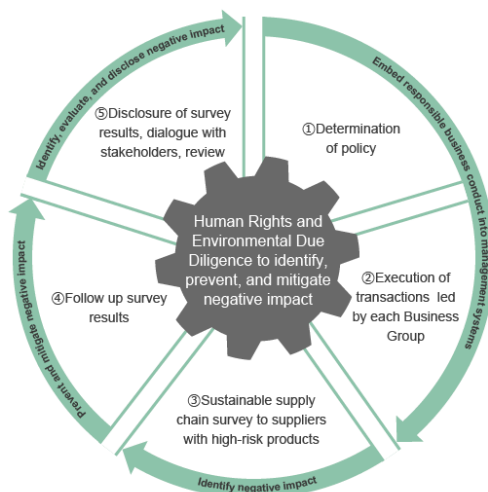 Embed responsible business conduct into management systems
①Determination
of policy
②Execution of
transactions led
by each Business
Group
Identify negative impact
③Sustainable supply
chain survey to suppliers
with high-risk products
Prevent and mitigate negative impact
④Follow up survey
results
Identify, evaluate, and disclose negative impact
⑤Disclosure of survey
results, dialogue with
stakeholders, review
Human Rights and
Environmental Due
Diligence to identify,
prevent, and mitigate
negative impact